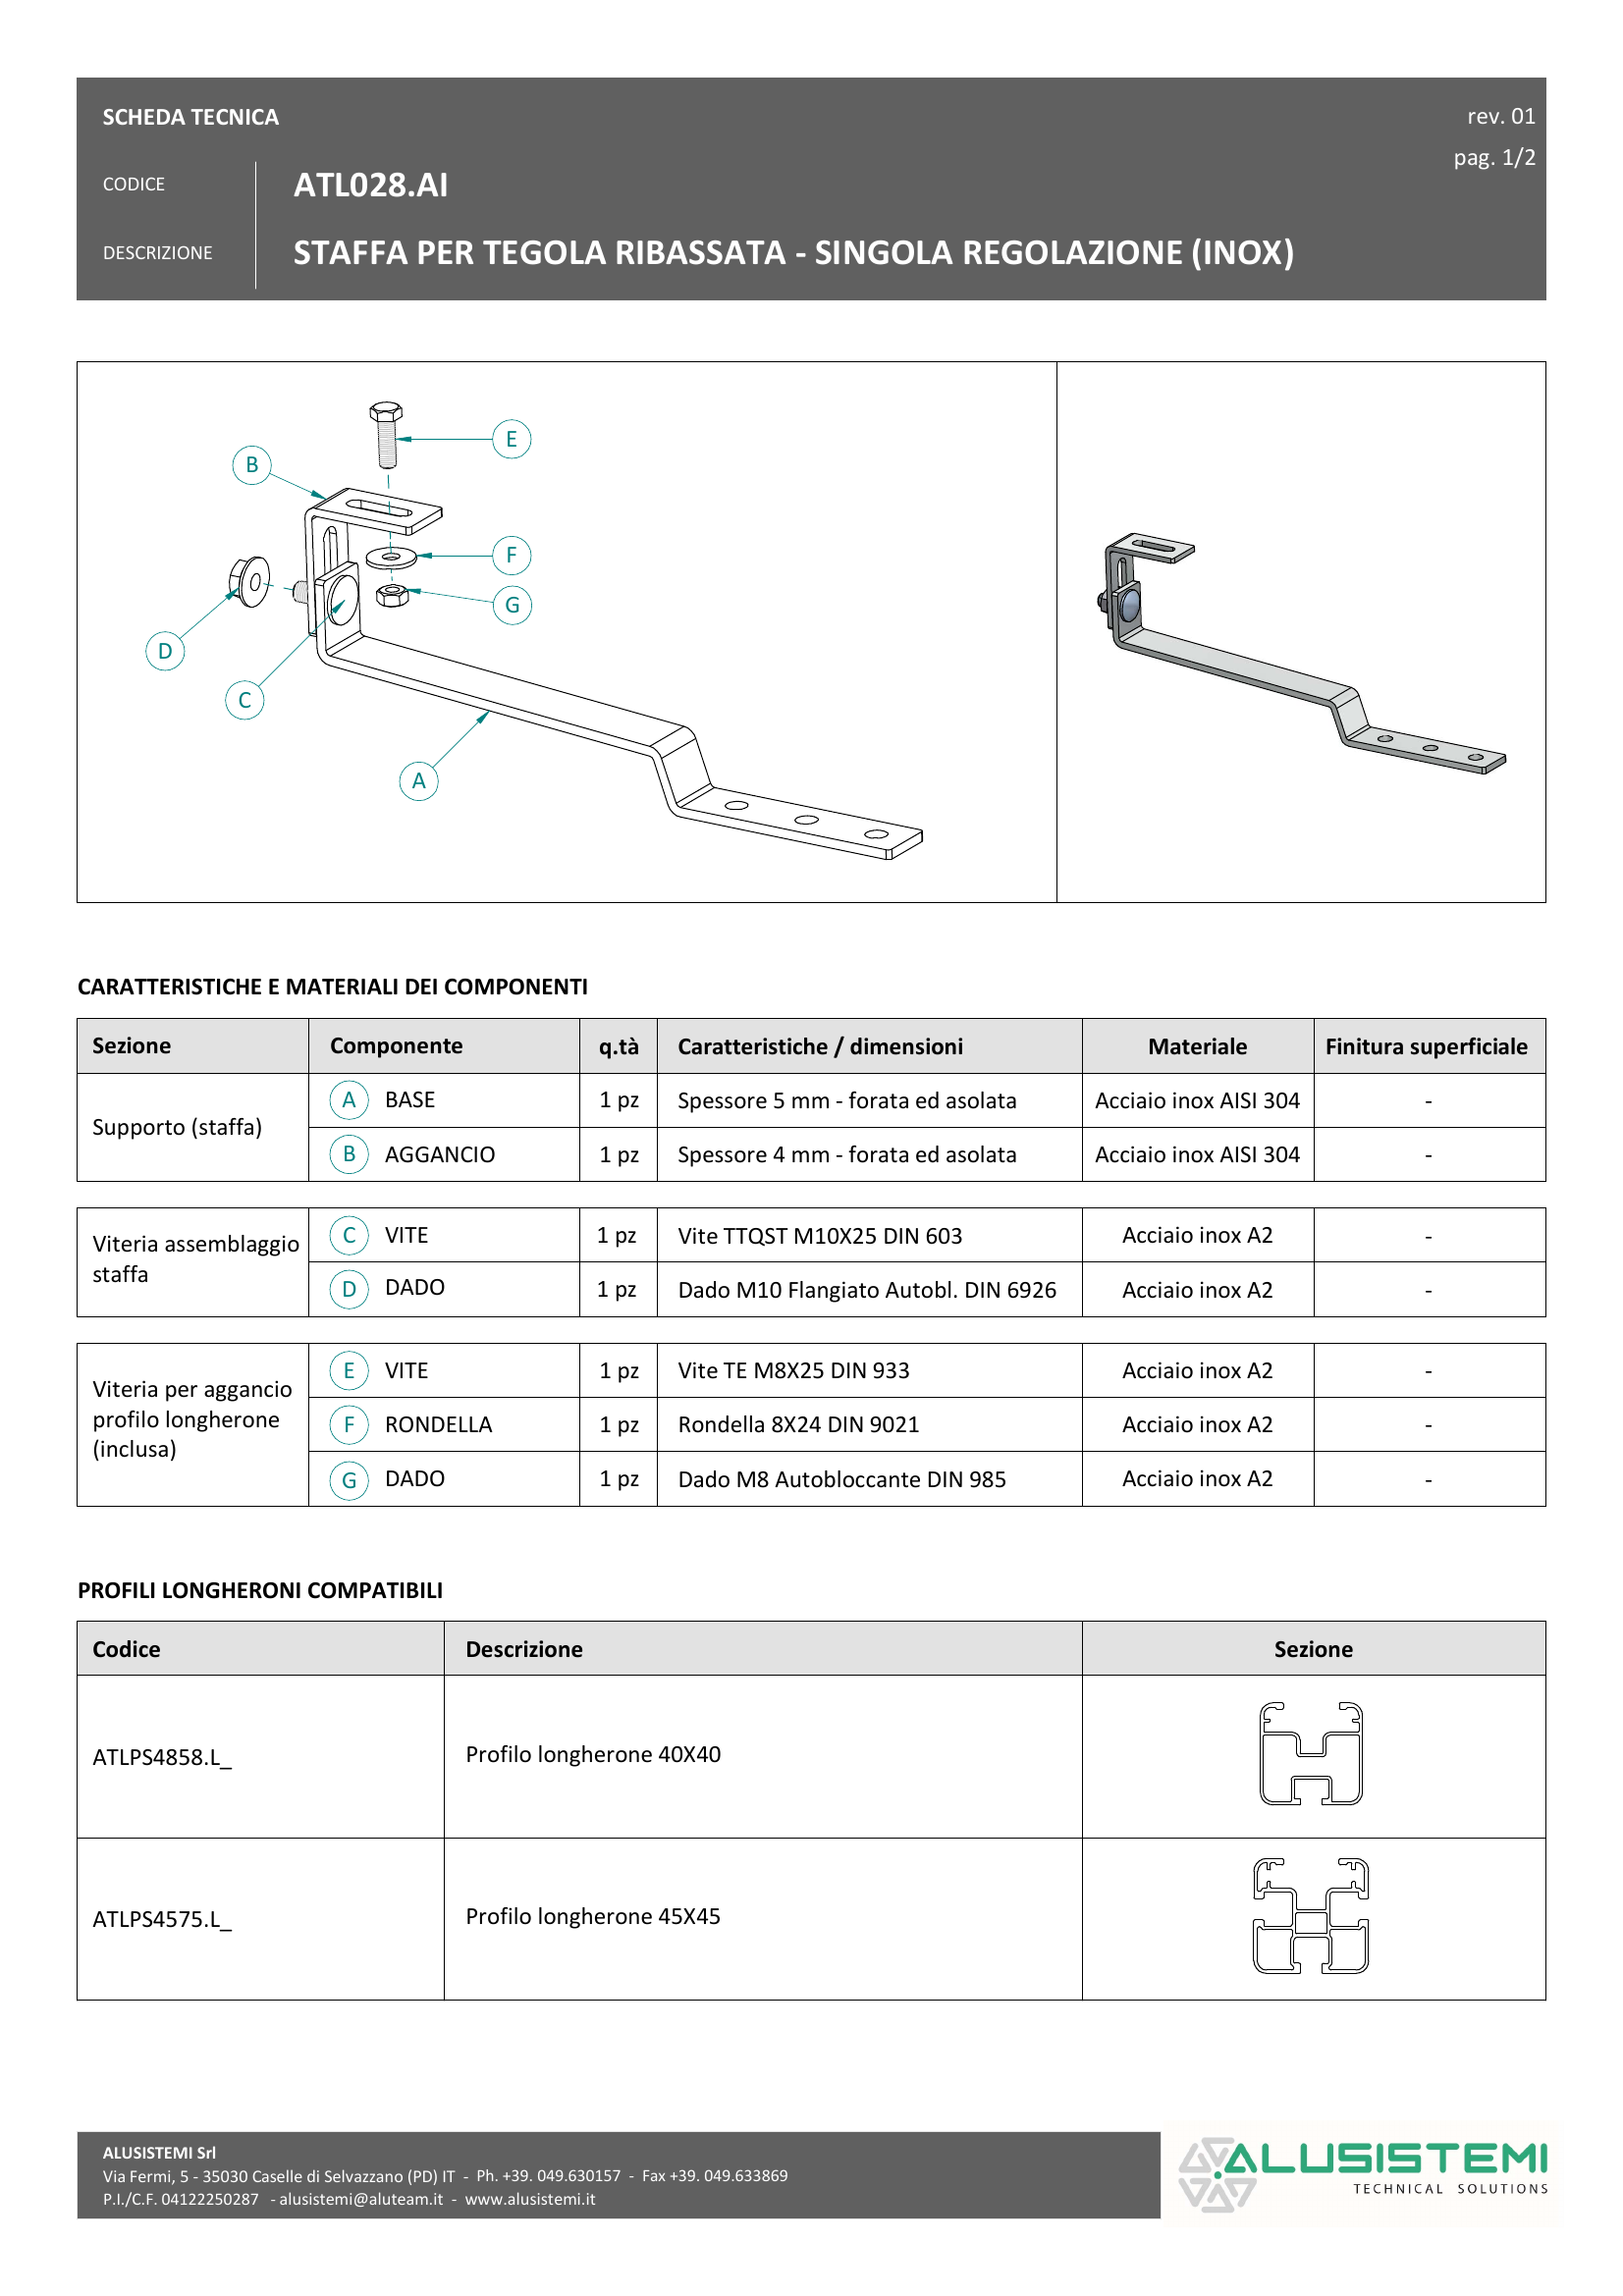 SCHEDA TECNICA
rev. 01
pag. 1/2
CODICE
ATL028.AI
DESCRIZIONE
STAFFA PER TEGOLA RIBASSATA - SINGOLA REGOLAZIONE (INOX)
E
B
F
G
D
C
A
CARATTERISTICHE E MATERIALI DEI COMPONENTI
Sezione Componente q.tà Caratteristiche / dimensioni Materiale Finitura superficiale
Supporto (staffa)
A BASE 1 pz Spessore 5 mm - forata ed asolata Acciaio inox AISI 304 -
B AGGANCIO 1 pz Spessore 4 mm - forata ed asolata Acciaio inox AISI 304 -
Viteria assemblaggio
staffa
C VITE 1 pz Vite TTQST M10X25 DIN 603 Acciaio inox A2 -
D DADO 1 pz Dado M10 Flangiato Autobl. DIN 6926 Acciaio inox A2 -
Viteria per aggancio
profilo longherone
(inclusa)
E VITE 1 pz Vite TE M8X25 DIN 933 Acciaio inox A2 -
F RONDELLA 1 pz Rondella 8X24 DIN 9021 Acciaio inox A2 -
G DADO 1 pz Dado M8 Autobloccante DIN 985 Acciaio inox A2 -
PROFILI LONGHERONI COMPATIBILI
Codice Descrizione Sezione
ATLPS4858.L_ Profilo longherone 40X40
ATLPS4575.L_ Profilo longherone 45X45
ALUSISTEMI Srl
Via Fermi, 5 - 35030 Caselle di Selvazzano (PD) IT - Ph. +39. 049.630157 - Fax +39. 049.633869
P.I./C.F. 04122250287 - alusistemi@aluteam.it - www.alusistemi.it
ALUSISTEMI
TECHNICAL SOLUTIONS